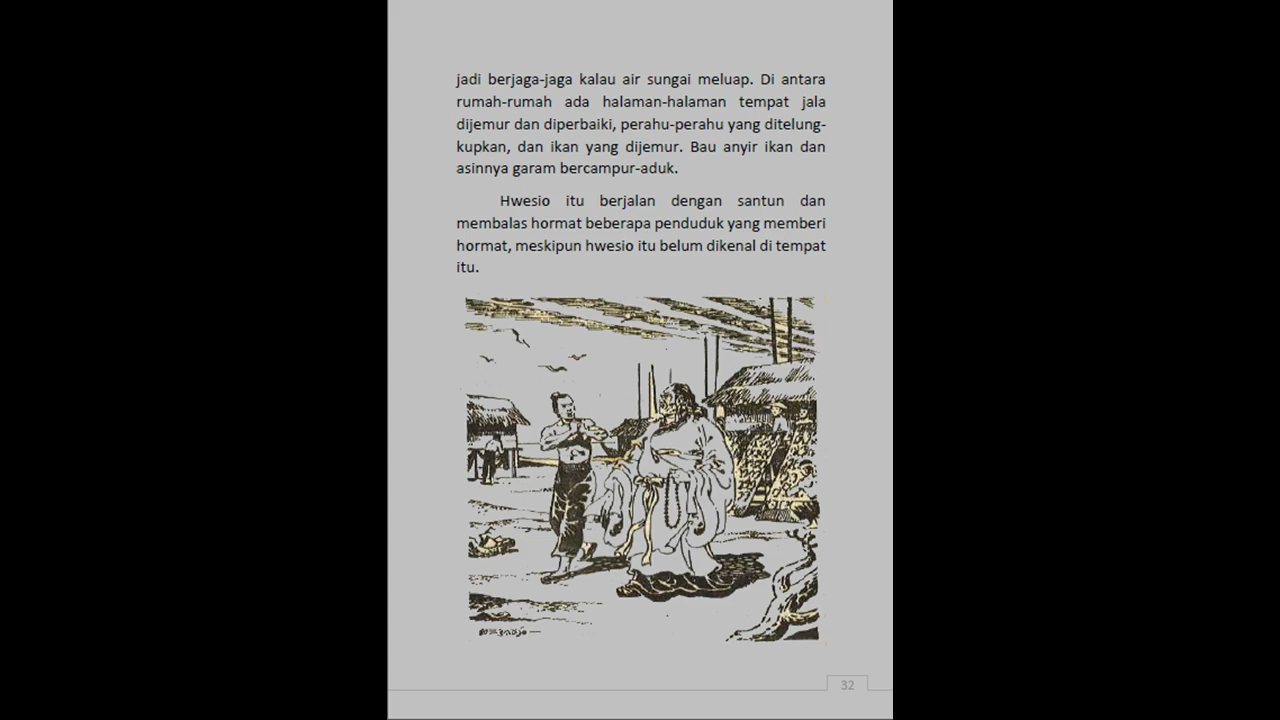 jadi berjaga-jaga kalau air sungai meluap. Di antara
rumah-rumah ada halaman-halaman tempat jala
dijemur dan diperbaiki, perahu-perahu yang ditelung-
kupkan, dan ikan yang dijemur. Bau anyir ikan dan
asinnya garam bercampur-aduk.
Hwesio itu berjalan dengan santun dan
membalas hormat beberapa penduduk yang memberi
hormat, meskipun hwesio itu belum dikenal di tempat
itu.
32